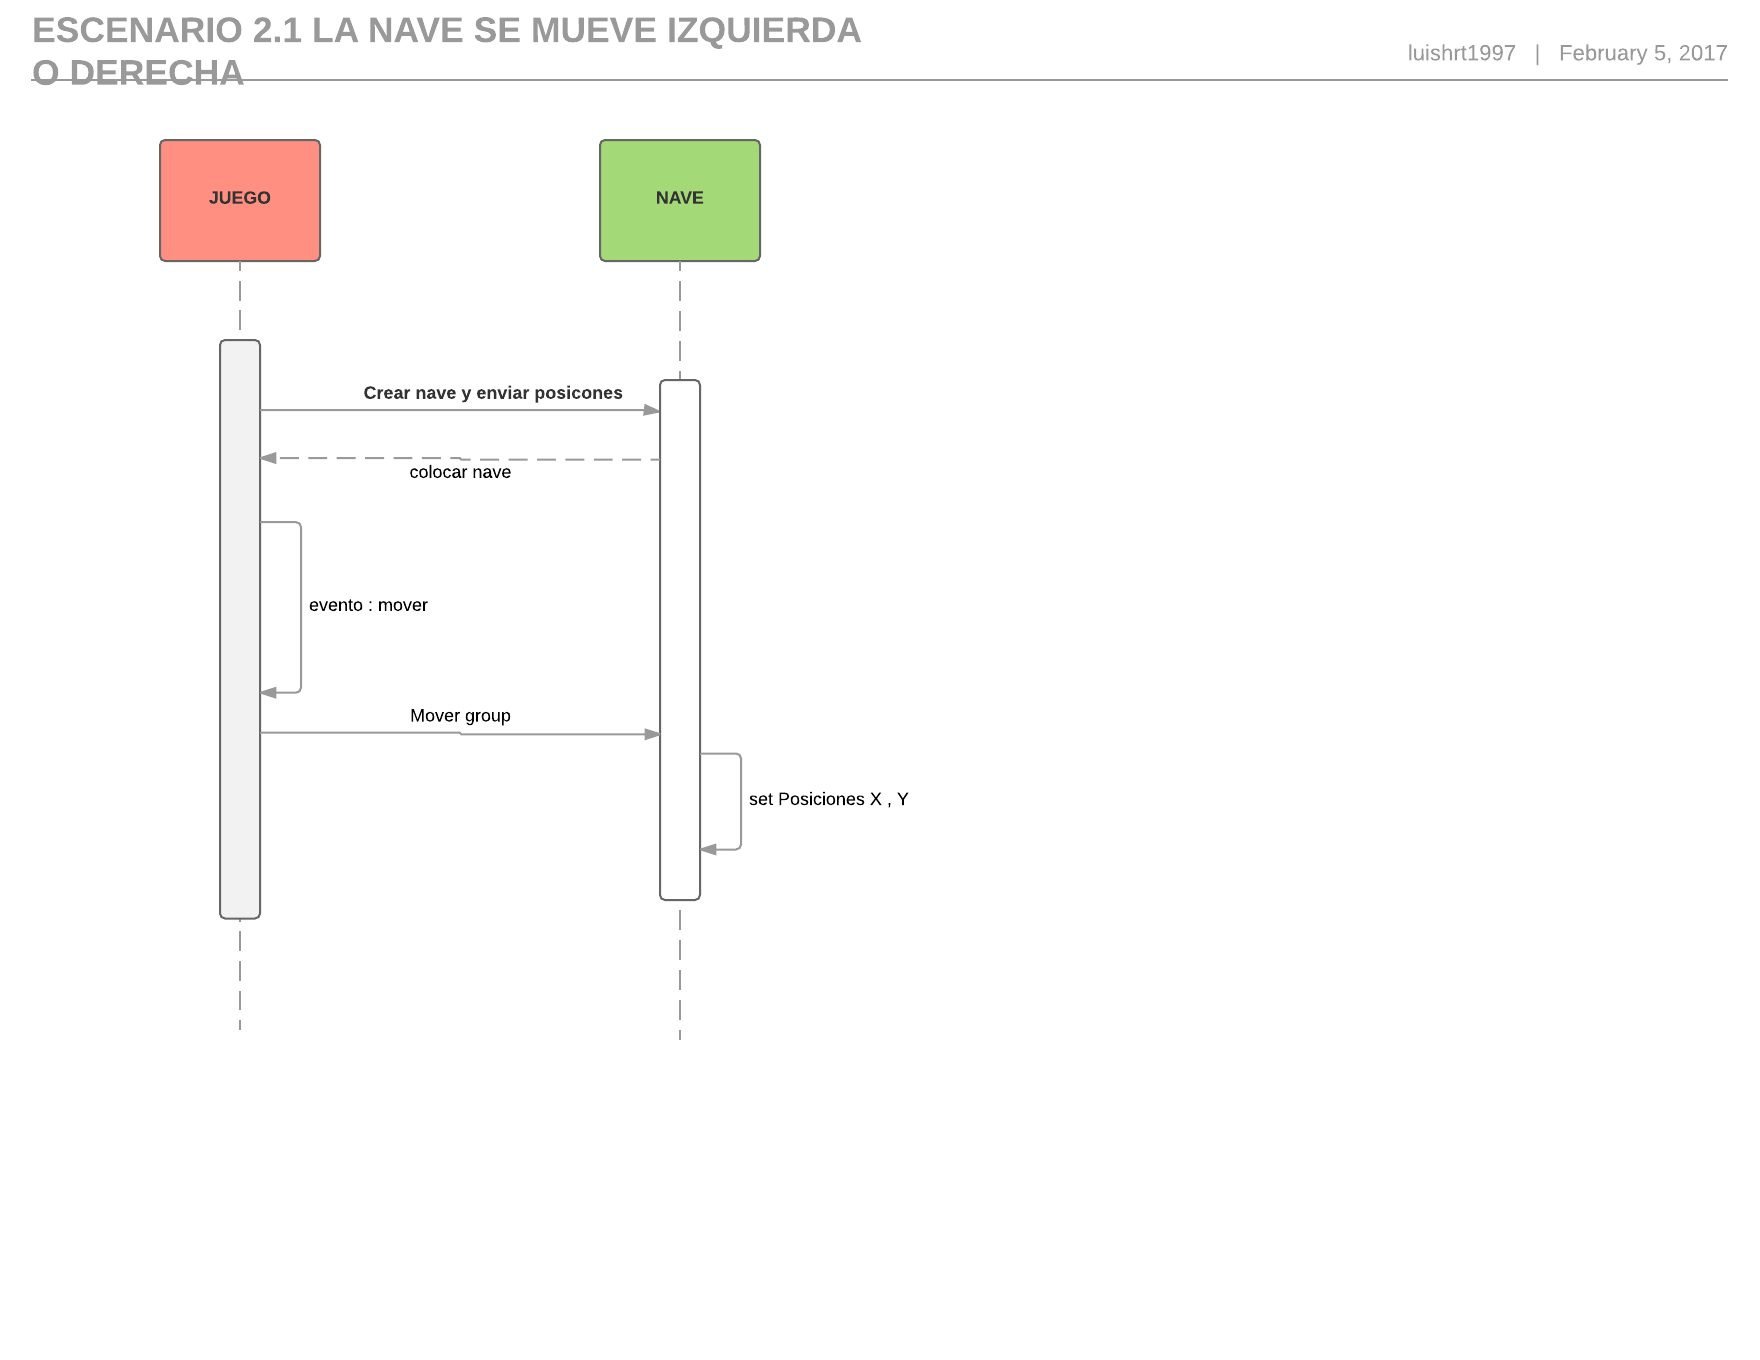 ESCENARIO 2.1 LA NAVE SE MUEVE IZQUIERDA
O DERECHA
luishrt1997 | February 5, 2017
JUEGO
NAVE
Crear nave y enviar posicones
colocar nave
evento : mover
Mover group
set Posiciones X , Y